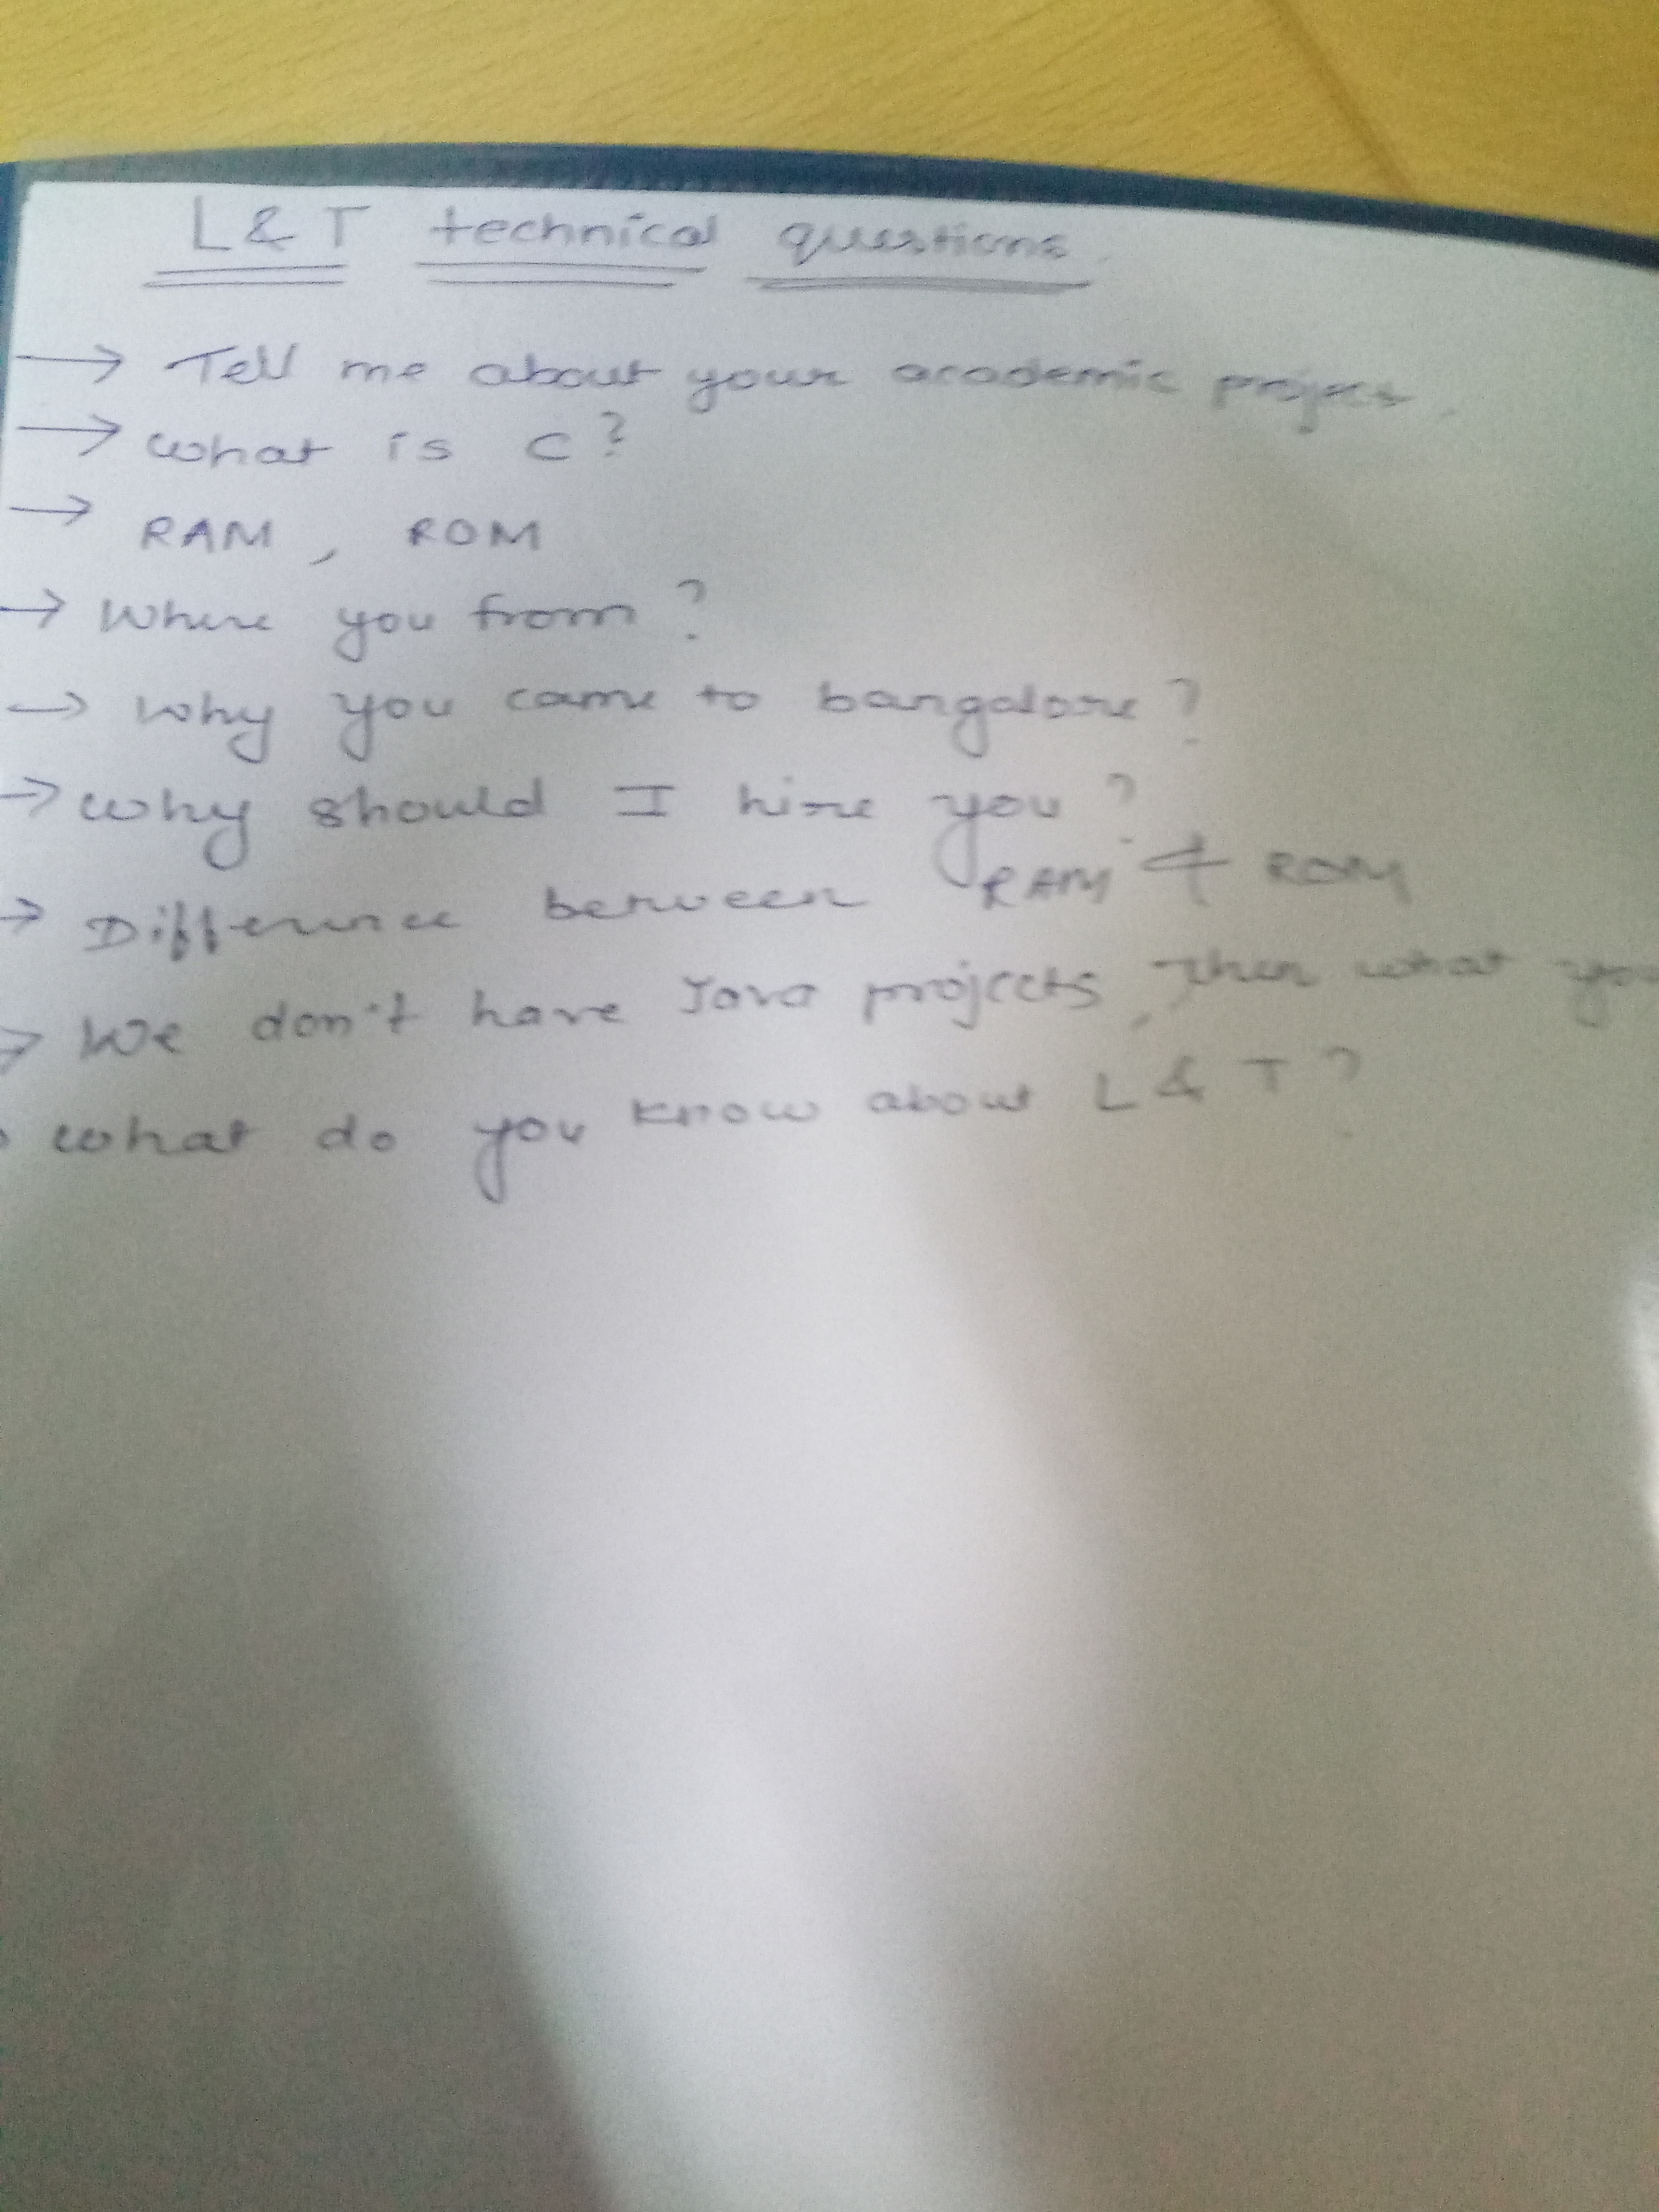 L & T technical questions.
→ Tell me about your academic project.
→ what is C?
→ RAM, ROM
→ Where you from?
→ Why you came to bangalore?
→ why should I hire you?
→ Difference between RAM & ROM
→ We don't have Java projects, then what you
what do you know about L & T?